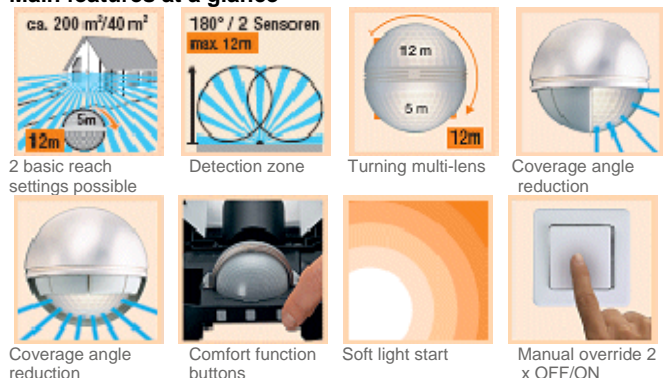 Main features at a glance
ca. 200 m²/40 m²
5m
12m
180° / 2 Sensoren
max. 12m
12 m
5 m
12m
2 basic reach
settings possible
Detection zone
Turning multi-lens
Coverage angle
reduction
Coverage angle
reduction
Comfort function
buttons
Soft light start
Manual override 2
x OFF/ON